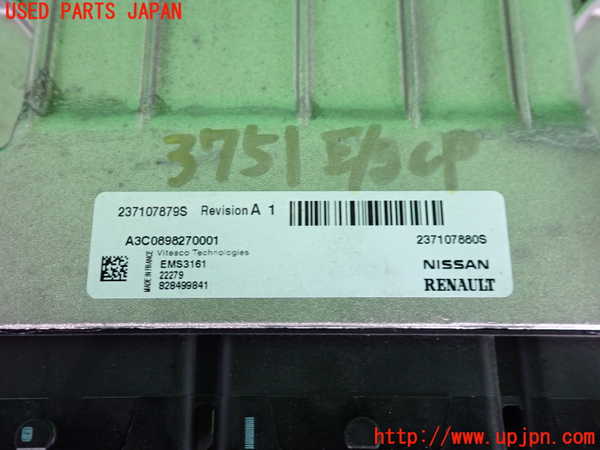 USED PARTS JAPAN
3751 E/gcP
237107879S Revision A 1
237107880S
A3C0898270001
Vitesco Technologies
MADE IN FRANCE
EMS3161
22279
828499841
NISSAN
RENAULT
http://www.upjpn.com/